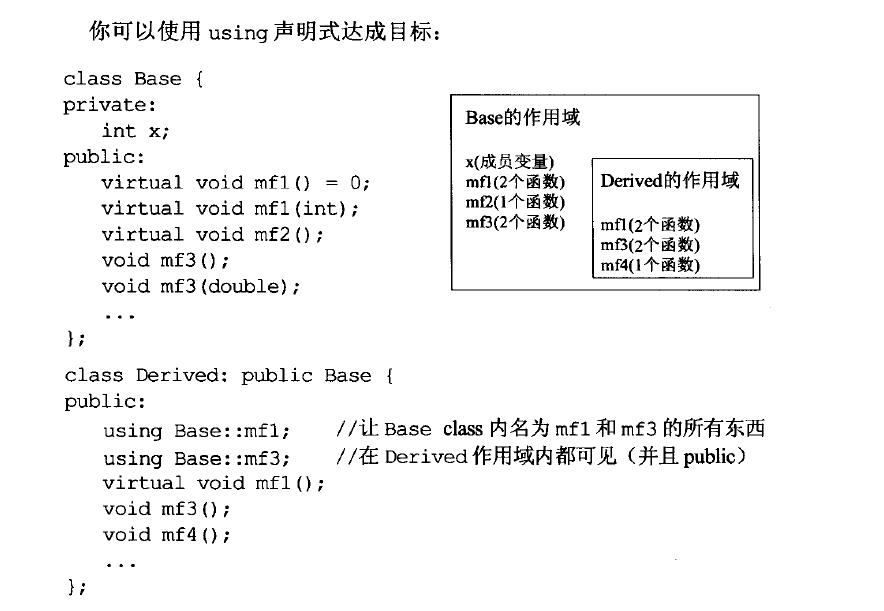 你可以使用 using 声明式达成目标：
class Base {
private:
int x;
public:
virtual void mf1() = 0;
virtual void mf1(int);
virtual void mf2();
void mf3();
void mf3(double);
...
};
Base的作用域
x(成员变量)
mf1(2个函数)
mf2(1个函数)
mf3(2个函数)
Derived的作用域
mf1(2个函数)
mf3(2个函数)
mf4(1个函数)
class Derived: public Base {
public:
using Base::mf1; //让 Base class 内名为 mf1 和 mf3 的所有东西
using Base::mf3; //在 Derived 作用域内都可见（并且 public）
virtual void mf1();
void mf3();
void mf4();
...
};